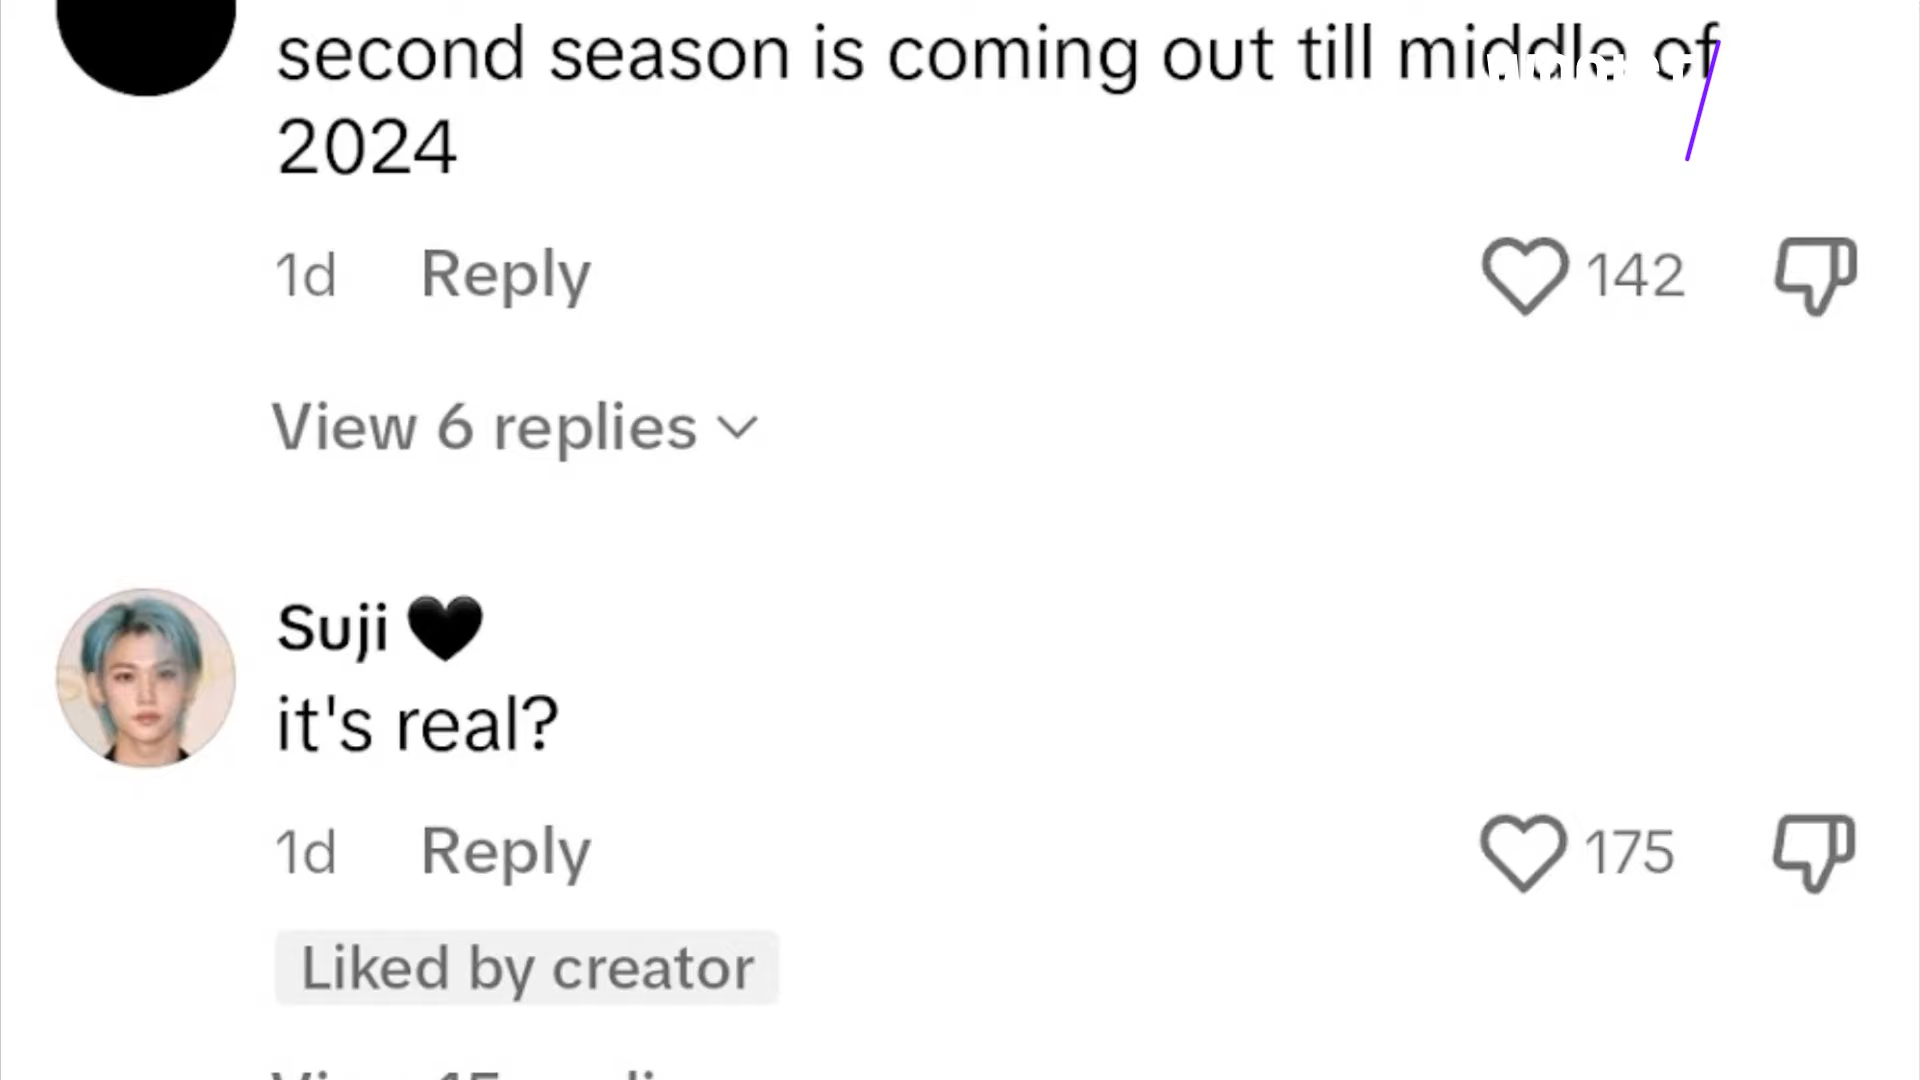 second season is coming out till middle of
2024
1d Reply 142
View 6 replies
Suji 🖤
it's real?
1d Reply 175
Liked by creator